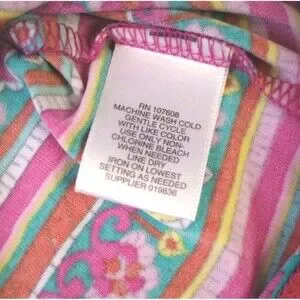 RN 107608
MACHINE WASH COLD
GENTLE CYCLE
WITH LIKE COLOR
USE ONLY NON-
CHLORINE BLEACH
WHEN NEEDED
LINE DRY
IRON ON LOWEST
SETTING AS NEEDED
SUPPLIER 019836